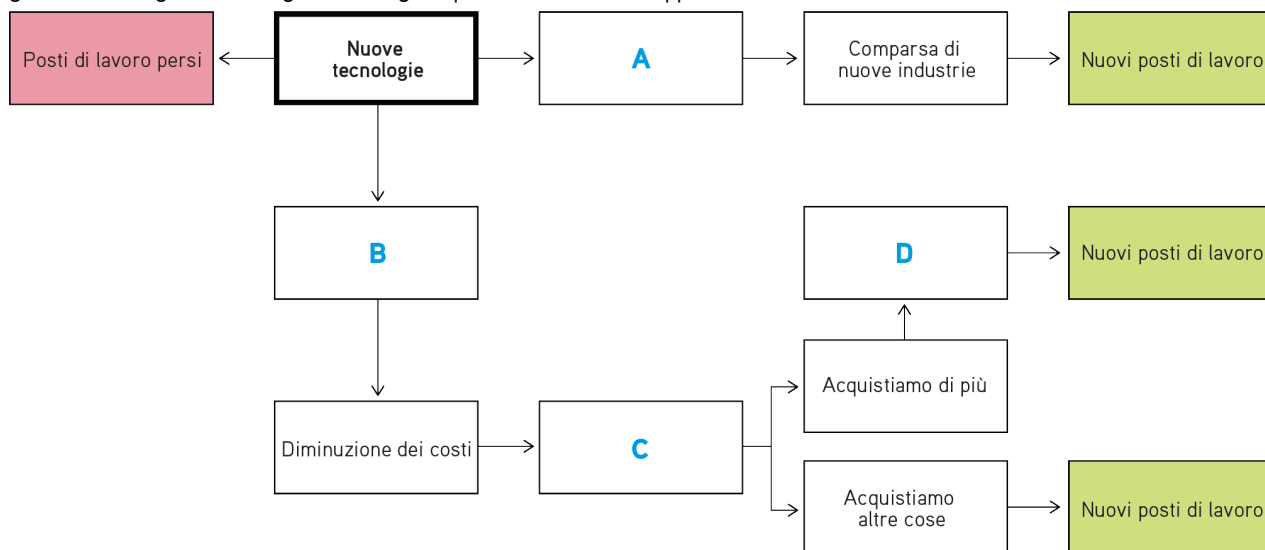 Posti di lavoro persi
Nuove
tecnologie
A
Comparsa di
nuove industrie
Nuovi posti di lavoro
B
D
Nuovi posti di lavoro
Acquistiamo di più
Diminuzione dei costi
C
Acquistiamo
altre cose
Nuovi posti di lavoro